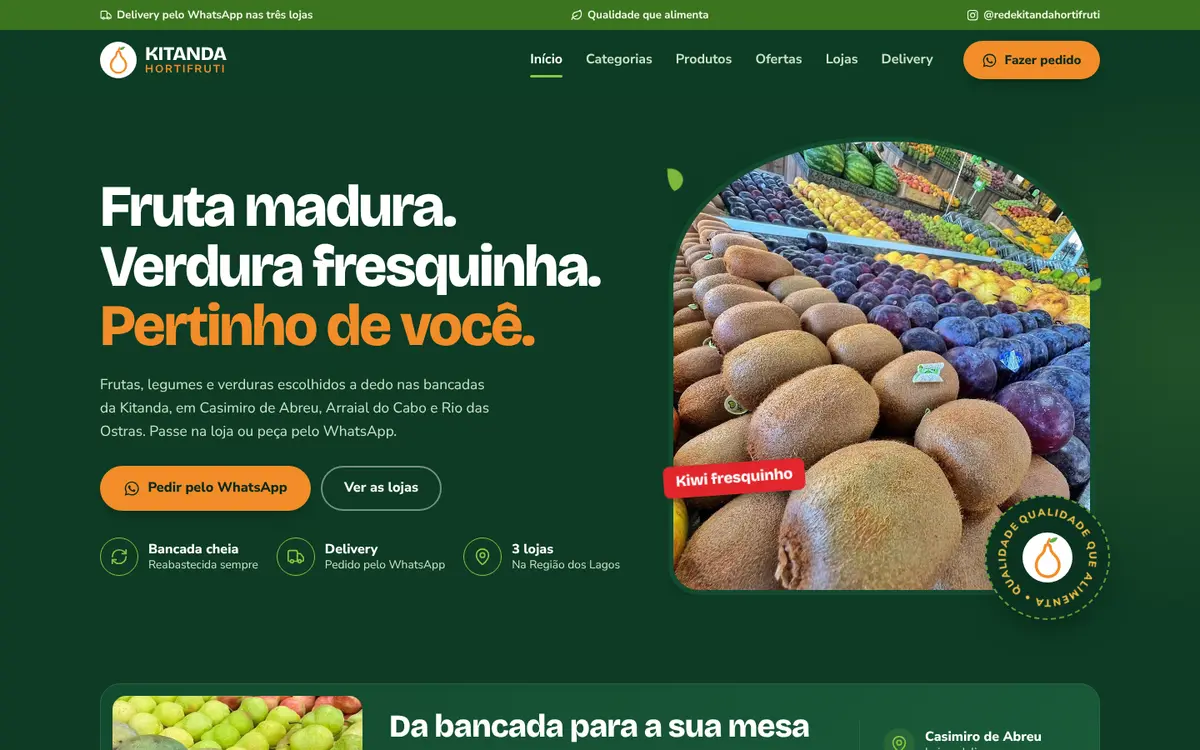 Delivery pelo WhatsApp nas três lojas
Qualidade que alimenta
@redekitandahortifruti
KITANDA
HORTIFRUTI
Início
Categorias
Produtos
Ofertas
Lojas
Delivery
Fazer pedido
Fruta madura.
Verdura fresquinha.
Pertinho de você.
Frutas, legumes e verduras escolhidos a dedo nas bancadas
da Kitanda, em Casimiro de Abreu, Arraial do Cabo e Rio das
Ostras. Passe na loja ou peça pelo WhatsApp.
Pedir pelo WhatsApp
Ver as lojas
Bancada cheia
Reabastecida sempre
Delivery
Pedido pelo WhatsApp
3 lojas
Na Região dos Lagos
Kiwi fresquinho
QUALIDADE QUE ALIMENTA • QUALIDADE
Da bancada para a sua mesa
Casimiro de Abreu